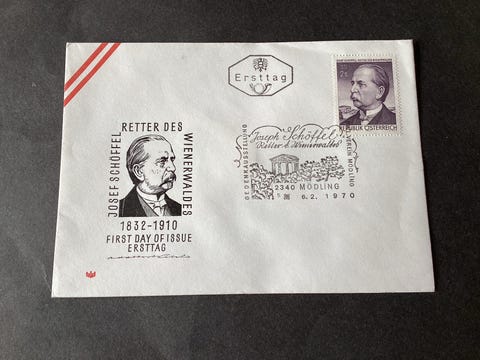 Ersttag
RETTER DES
JOSEF SCHÖFFEL
WIENERWALDES
1832-1910
FIRST DAY OF ISSUE
ERSTTAG
REPUBLIK ÖSTERREICH
GEDENKAUSSTELLUNG
Joseph Schöffel
Retter d. Wienerwaldes
MÖDLING
2340 MÖDLING
6.2. 1970